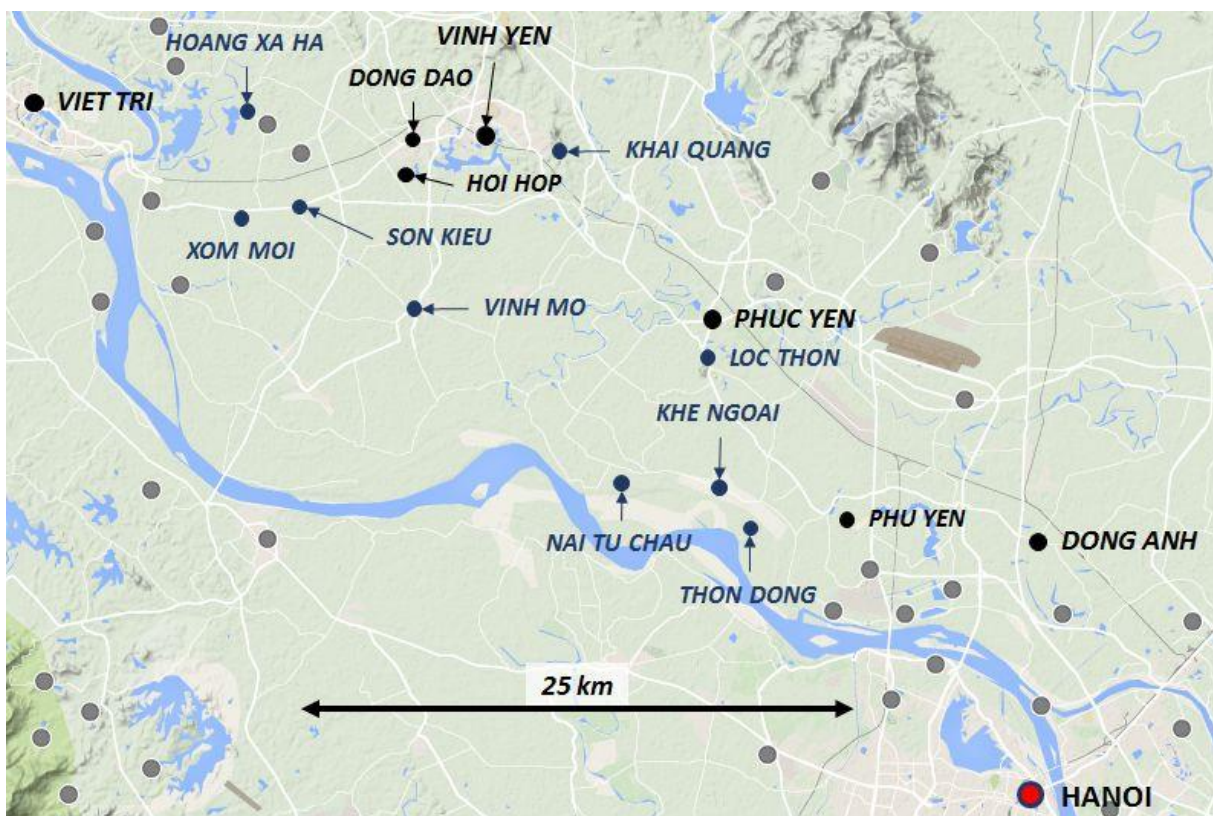 HOANG XA HA
VINH YEN
DONG DAO
VIET TRI
KHAI QUANG
HOI HOP
SON KIEU
XOM MOI
VINH MO
PHUC YEN
LOC THON
KHE NGOAI
PHU YEN
NAI TU CHAU
DONG ANH
THON DONG
25 km
HANOI